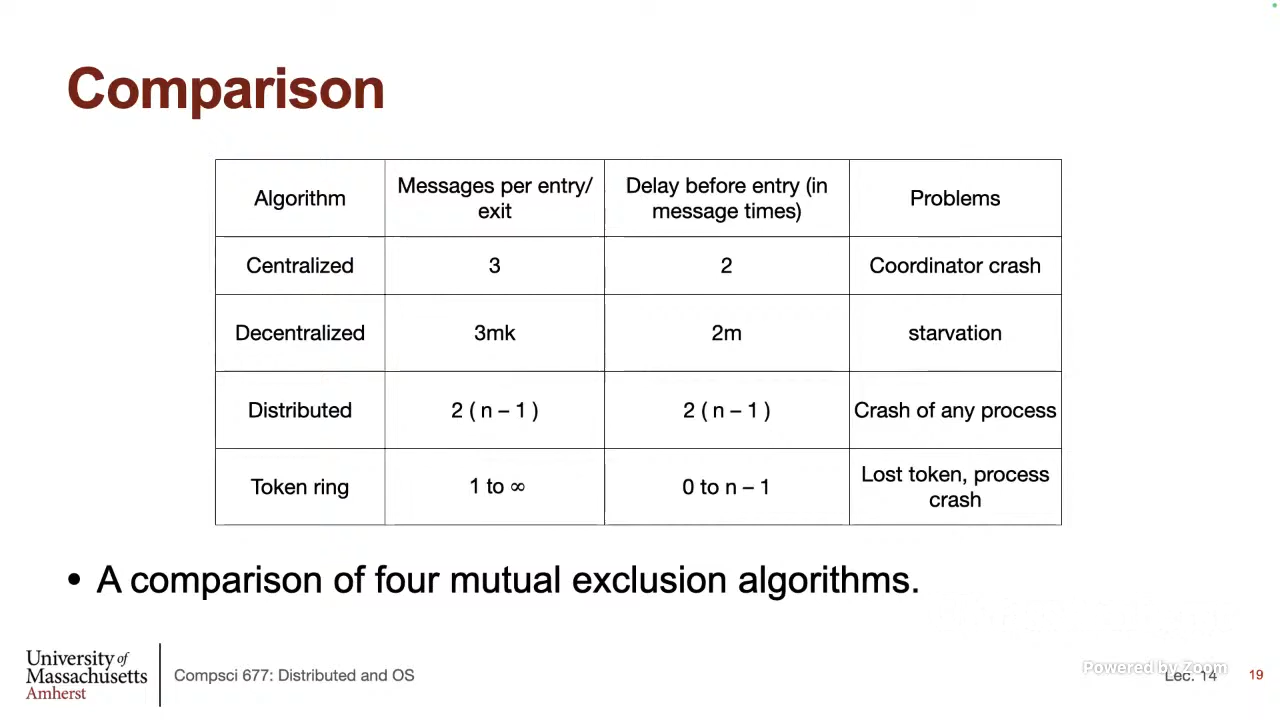 Comparison
Algorithm
Messages per entry/
exit
Delay before entry (in
message times)
Problems
Centralized
3
2
Coordinator crash
Decentralized
3mk
2m
starvation
Distributed
2 ( n – 1 )
2 ( n – 1 )
Crash of any process
Token ring
1 to ∞
0 to n – 1
Lost token, process
crash
• A comparison of four mutual exclusion algorithms.
University of
Massachusetts
Amherst
Compsci 677: Distributed and OS
Powered by Zoom
Lec. 14
19